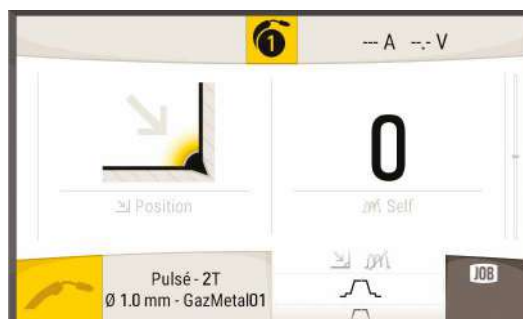 1
--- A --.- V
0
Position
Self
Pulsé - 2T
Ø 1.0 mm - GazMetal01
JOB